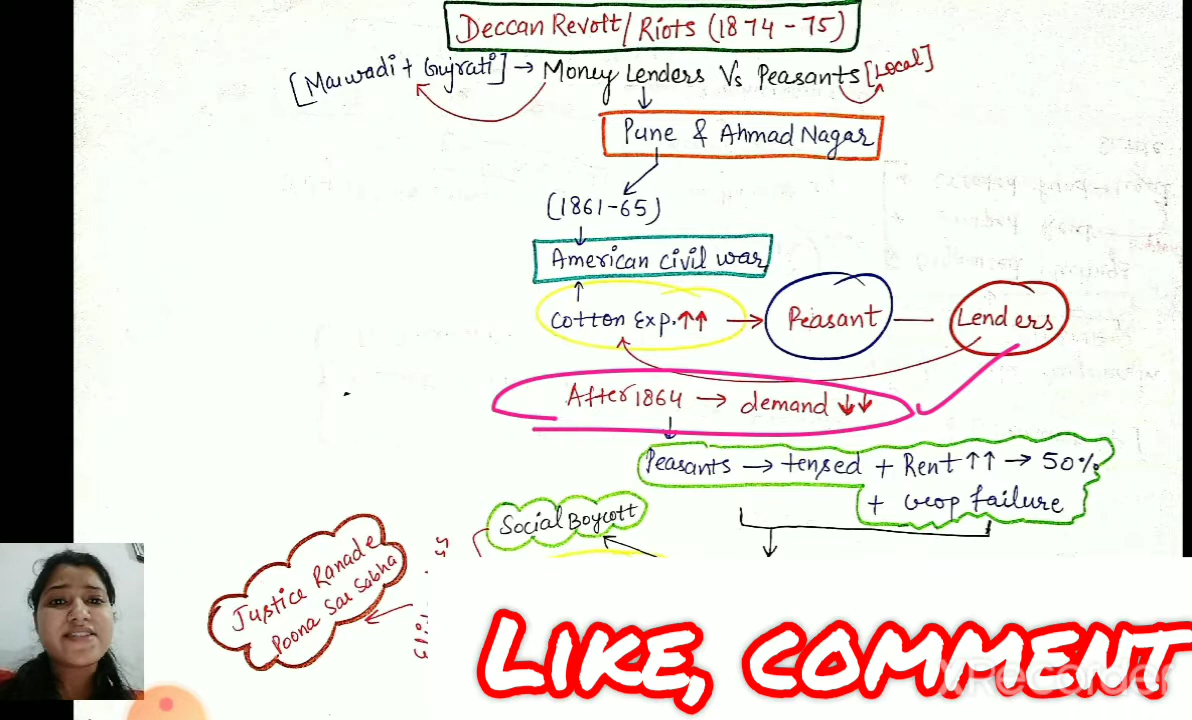 Deccan Revolt/Riots (1874-75)
[Marwadi + Gujrati] → Money Lenders Vs Peasants [Local]
Pune & Ahmad Nagar
(1861-65)
American civil war
Cotton Exp. ↑↑ → Peasant — Lenders
After 1864 → demand ↓↓
Peasants → tensed + Rent ↑↑ → 50%
+ crop failure
Social Boycott
Justice Ranade
Poona Sar Sabha
LIKE, COMMENT
XRecorder